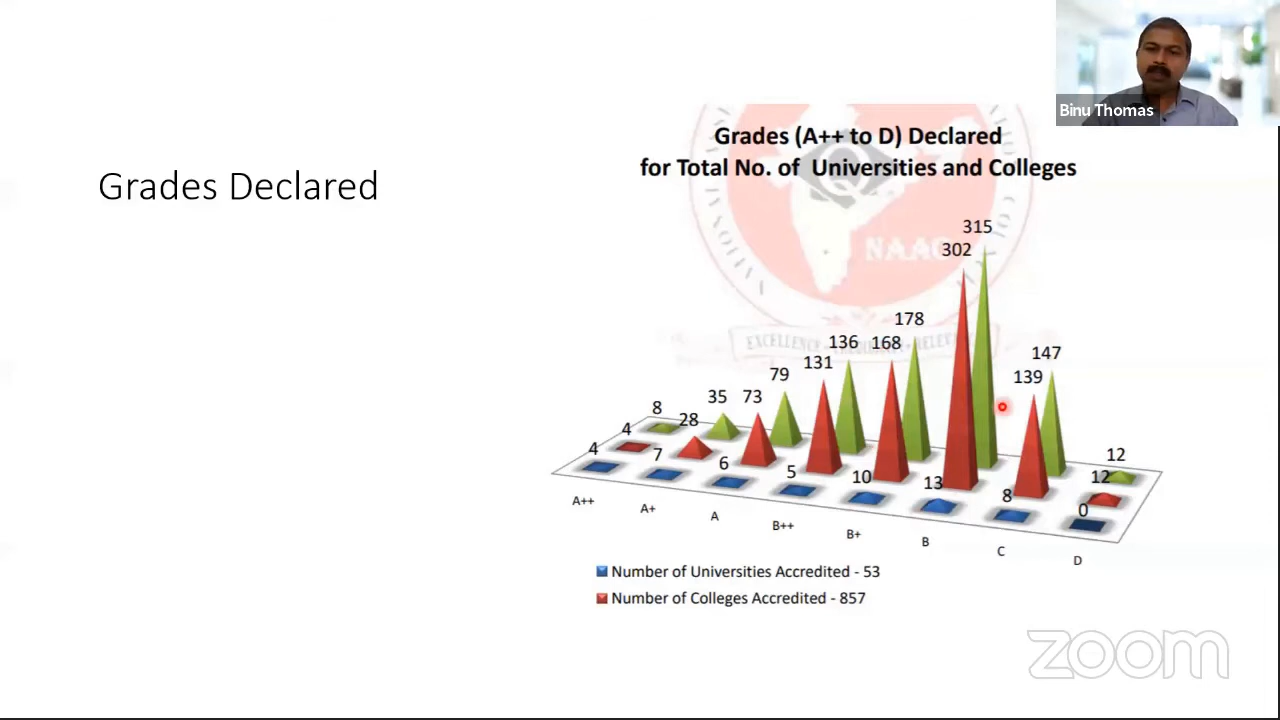 Binu Thomas
Grades Declared
Grades (A++ to D) Declared
for Total No. of Universities and Colleges
NAAC
315
302
178
136
168
147
131
139
79
35
73
8
28
4
4
7
6
5
10
13
8
12
12
0
A++
A+
A
B++
B+
B
C
D
Number of Universities Accredited - 53
Number of Colleges Accredited - 857
zoom